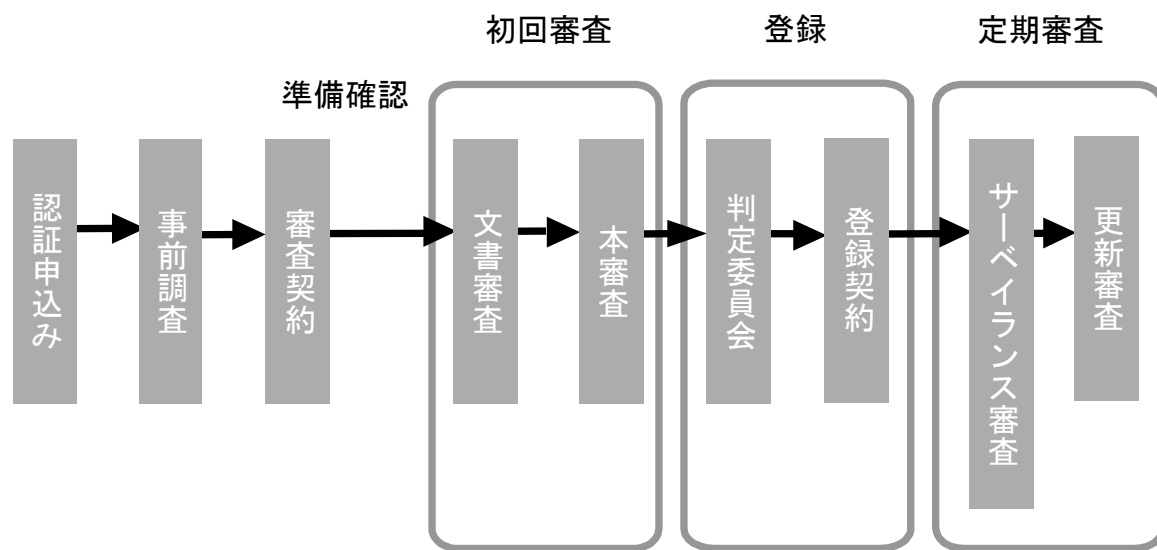 初回審査
登録
定期審査
準備確認
認証申込み
事前調査
審査契約
文書審査
本審査
判定委員会
登録契約
サーベイランス審査
更新審査